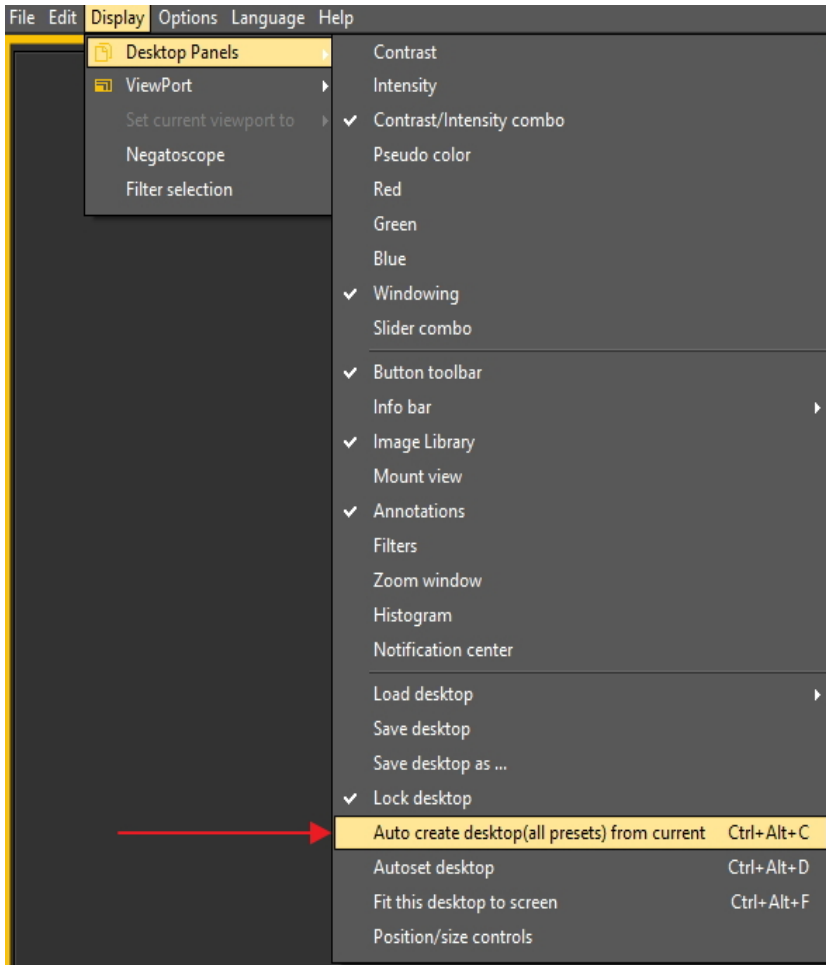 File Edit Display Options Language Help
Desktop Panels
ViewPort
Set current viewport to
Negatoscope
Filter selection
Contrast
Intensity
Contrast/Intensity combo
Pseudo color
Red
Green
Blue
Windowing
Slider combo
Button toolbar
Info bar
Image Library
Mount view
Annotations
Filters
Zoom window
Histogram
Notification center
Load desktop
Save desktop
Save desktop as ...
Lock desktop
Auto create desktop(all presets) from current Ctrl+Alt+C
Autoset desktop Ctrl+Alt+D
Fit this desktop to screen Ctrl+Alt+F
Position/size controls